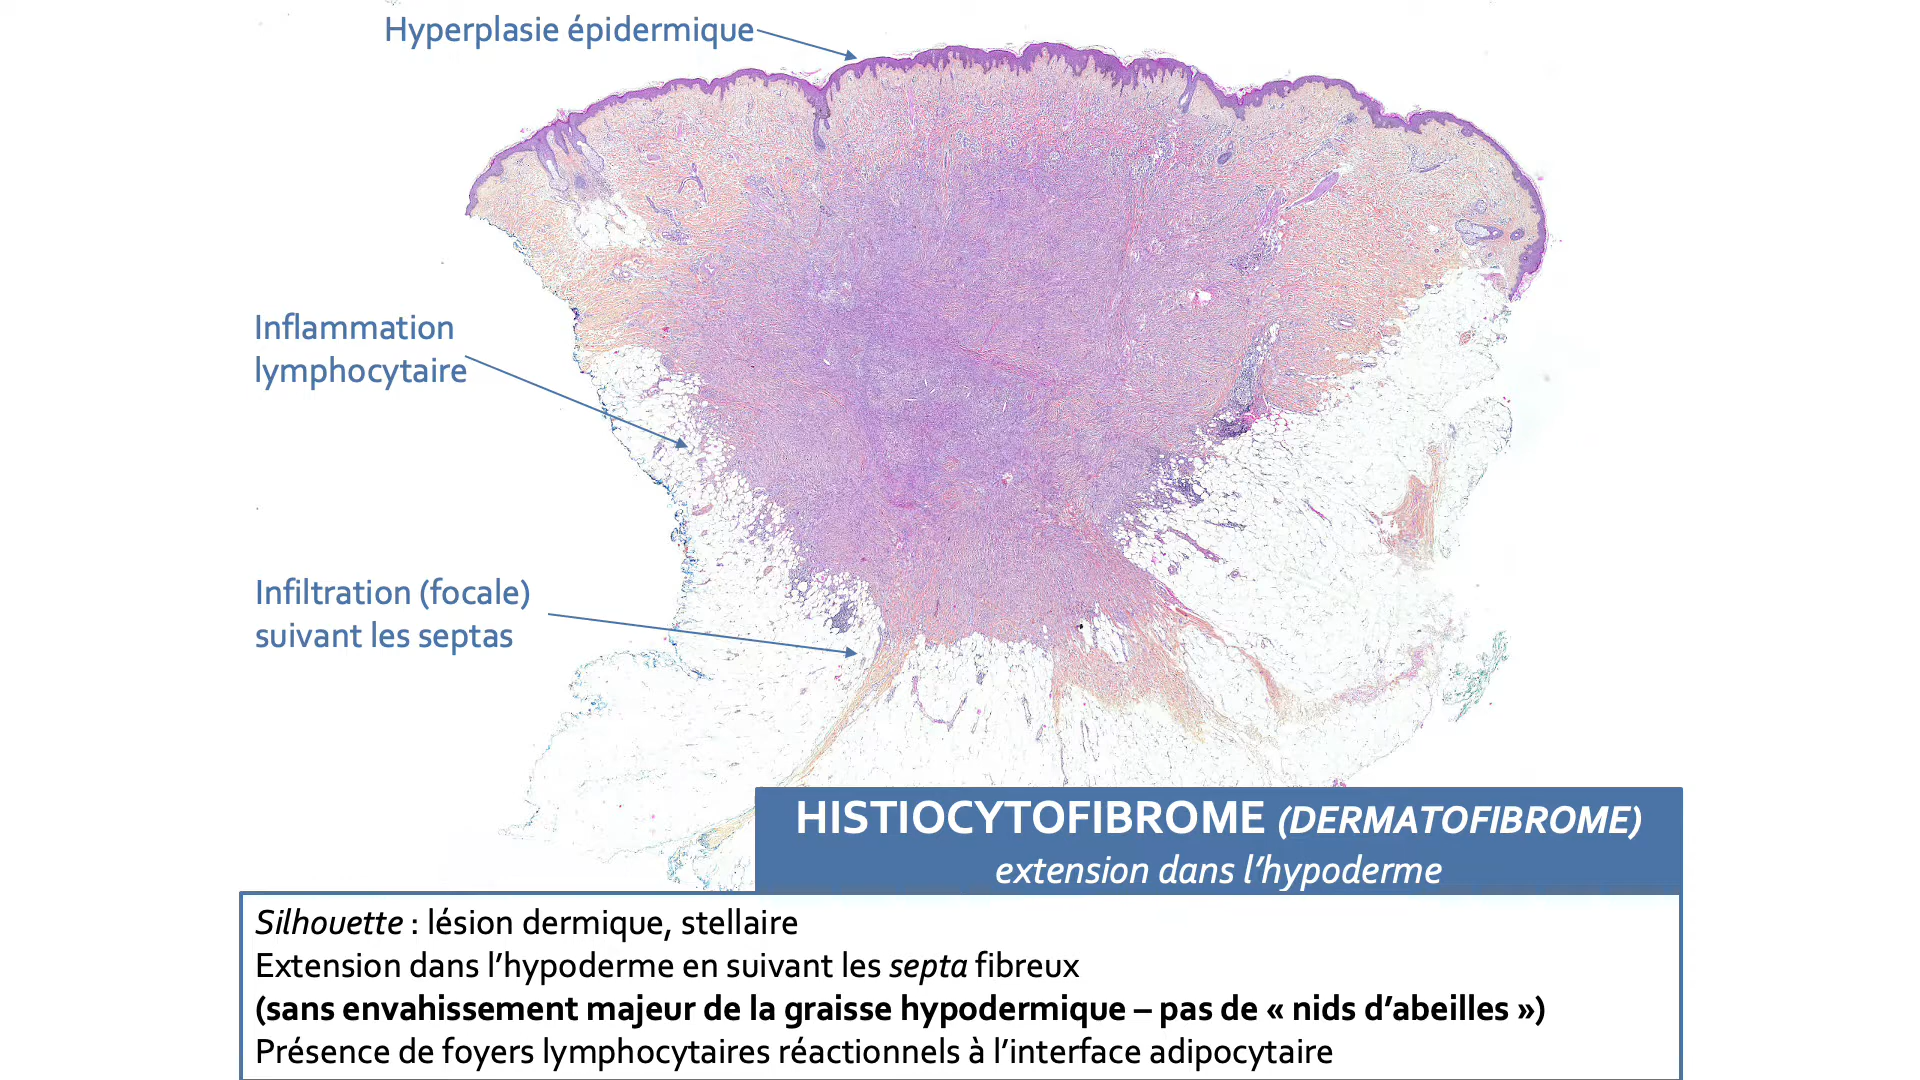 Hyperplasie épidermique
Inflammation
lymphocytaire
Infiltration (focale)
suivant les septas
HISTIOCYTOFIBROME (DERMATOFIBROME)
extension dans l’hypoderme
Silhouette : lésion dermique, stellaire
Extension dans l’hypoderme en suivant les septa fibreux
(sans envahissement majeur de la graisse hypodermique – pas de « nids d’abeilles »)
Présence de foyers lymphocytaires réactionnels à l’interface adipocytaire